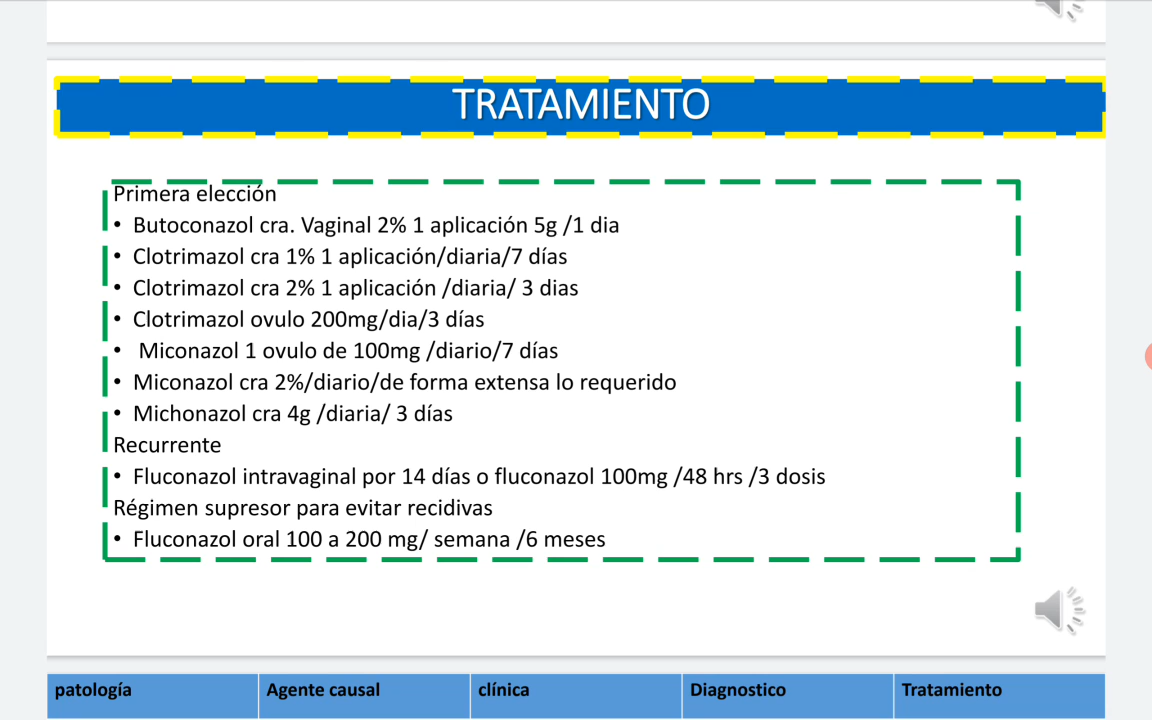 TRATAMIENTO
Primera elección
• Butoconazol cra. Vaginal 2% 1 aplicación 5g /1 dia
• Clotrimazol cra 1% 1 aplicación/diaria/7 días
• Clotrimazol cra 2% 1 aplicación /diaria/ 3 dias
• Clotrimazol ovulo 200mg/dia/3 días
• Miconazol 1 ovulo de 100mg /diario/7 días
• Miconazol cra 2%/diario/de forma extensa lo requerido
• Michonazol cra 4g /diaria/ 3 días
Recurrente
• Fluconazol intravaginal por 14 días o fluconazol 100mg /48 hrs /3 dosis
Régimen supresor para evitar recidivas
• Fluconazol oral 100 a 200 mg/ semana /6 meses
patología Agente causal clínica Diagnostico Tratamiento